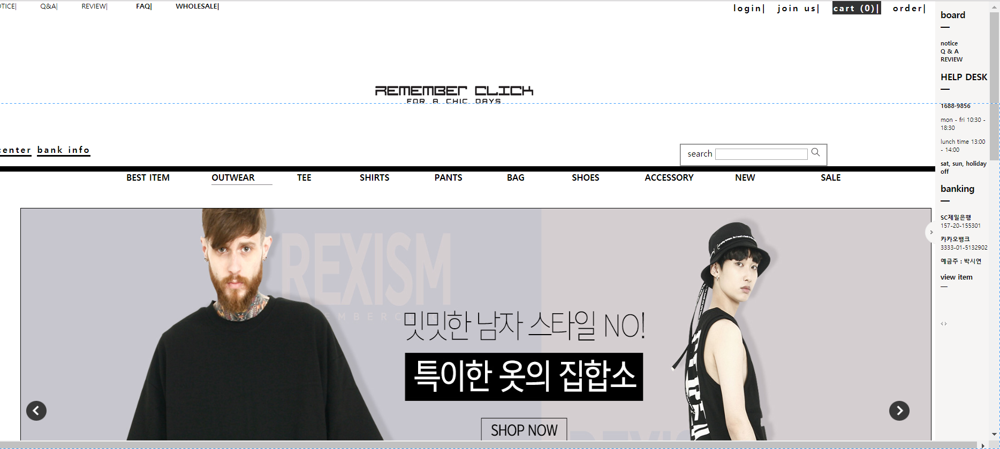 OTICE|
Q&A|
REVIEW|
FAQ|
WHOLESALE|
login|
join us|
cart (0)|
order|
REMEMBER CLICK
FOR A CHIC DAYS
center
bank info
search
BEST ITEM
OUTWEAR
TEE
SHIRTS
PANTS
BAG
SHOES
ACCESSORY
NEW
SALE
REXISM
EMBERCL
밋밋한 남자 스타일 NO!
특이한 옷의 집합소
SHOP NOW
REXIS
board
notice
Q & A
REVIEW
HELP DESK
1688-9856
mon - fri 10:30 -
18:30
lunch time 13:00
- 14:00
sat, sun, holiday
off
banking
SC제일은행
157-20-155301
카카오뱅크
3333-01-5132902
예금주 : 박시연
view item